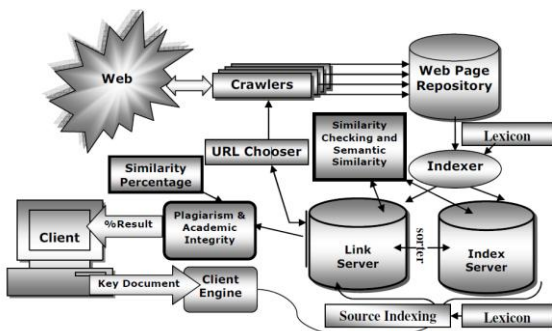 Web
Crawlers
Web Page
Repository
Lexicon
Similarity
Checking and
Semantic
Similarity
URL Chooser
Indexer
Similarity
Percentage
%Result
Plagiarism &
Academic
Integrity
Client
Link
Server
sorier
Index
Server
Key Document
Client
Engine
Source Indexing
Lexicon